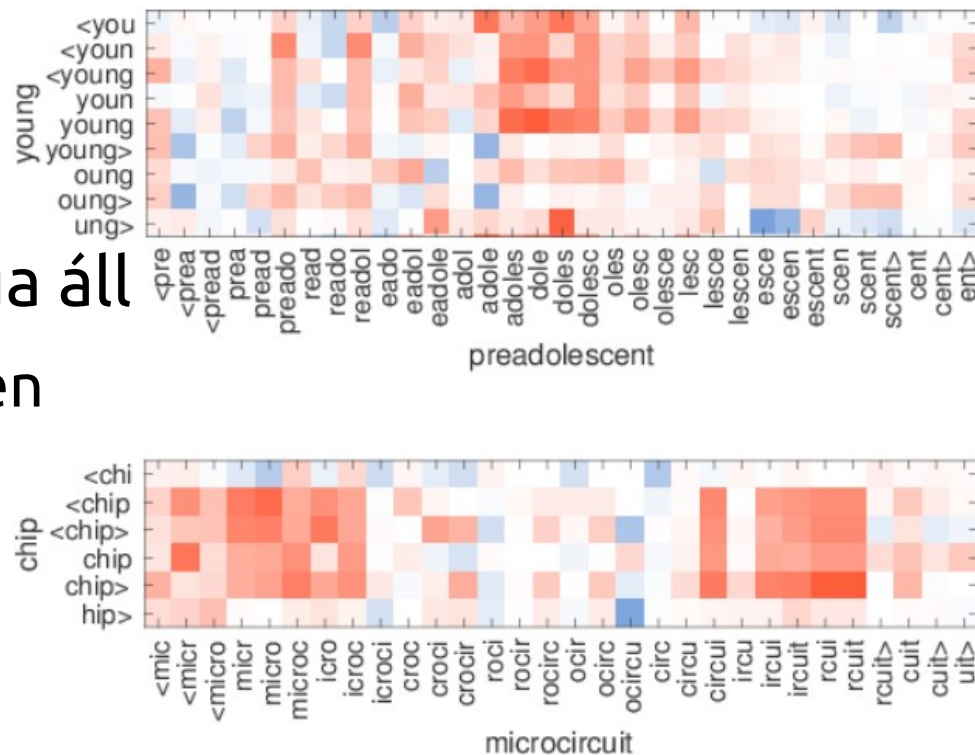 <you
<youn
<young
youn
young
young>
oung
oung>
ung>
young
<pre
<prea
<pread
prea
pread
preado
read
reado
readol
eado
eadol
eadole
adol
adole
adoles
dole
doles
dolesc
oles
olesc
olesce
lesc
lescen
esce
escen
escent
scen
scent
scent>
cent
cent>
ent>
preadolescent
a áll
en
<chi
<chip
<chip>
chip
chip>
hip>
chip
<mic
<micr
<micro
micr
micro
microc
icro
icroc
icroci
croc
croci
crocir
roci
rocir
rocirc
ocir
ocirc
ocircu
circ
circu
circui
ircu
ircui
ircuit
rcui
rcuit
rcuit>
cuit
cuit>
uit>
microcircuit